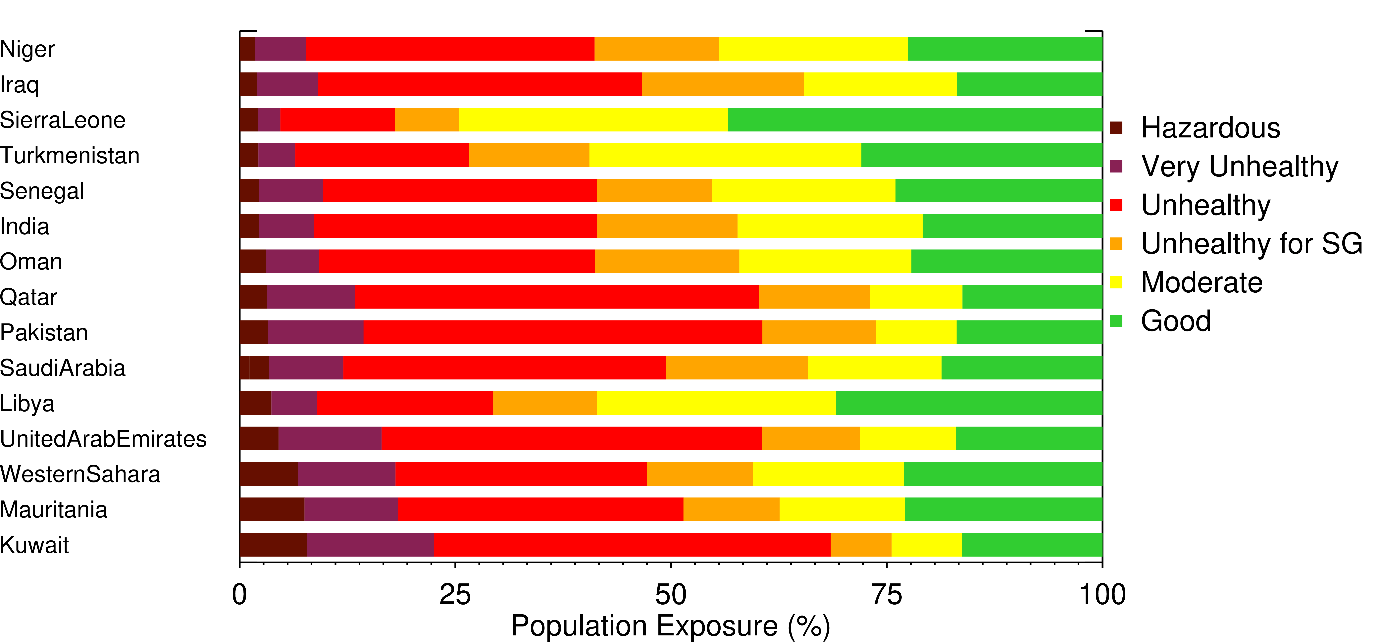 Niger
Iraq
SierraLeone
Turkmenistan
Senegal
India
Oman
Qatar
Pakistan
SaudiArabia
Libya
UnitedArabEmirates
WesternSahara
Mauritania
Kuwait
0 25 50 75 100
Population Exposure (%)
Hazardous
Very Unhealthy
Unhealthy
Unhealthy for SG
Moderate
Good